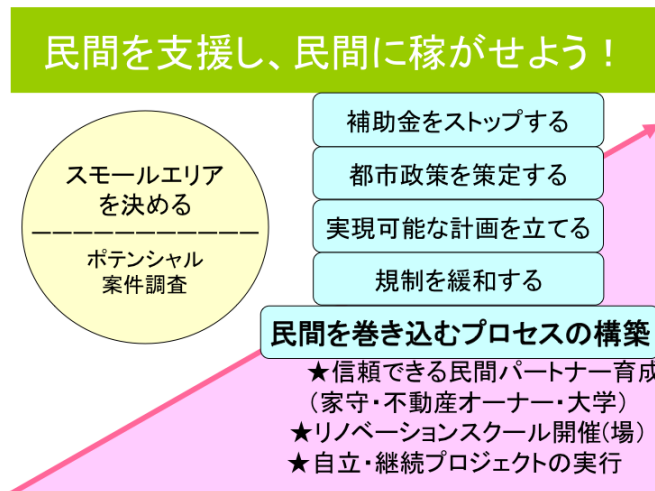 民間を支援し、民間に稼がせよう！
スモールエリア
を決める
ポテンシャル
案件調査
補助金をストップする
都市政策を策定する
実現可能な計画を立てる
規制を緩和する
民間を巻き込むプロセスの構築
★信頼できる民間パートナー育成
（家守・不動産オーナー・大学）
★リノベーションスクール開催(場）
★自立・継続プロジェクトの実行